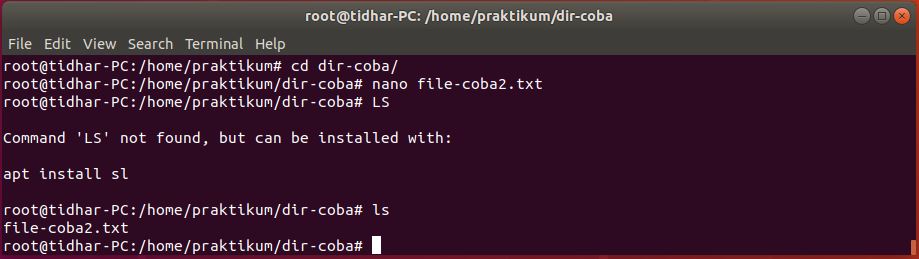 root@tidhar-PC: /home/praktikum/dir-coba
File Edit View Search Terminal Help
root@tidhar-PC:/home/praktikum# cd dir-coba/
root@tidhar-PC:/home/praktikum/dir-coba# nano file-coba2.txt
root@tidhar-PC:/home/praktikum/dir-coba# LS
Command 'LS' not found, but can be installed with:
apt install sl
root@tidhar-PC:/home/praktikum/dir-coba# ls
file-coba2.txt
root@tidhar-PC:/home/praktikum/dir-coba#